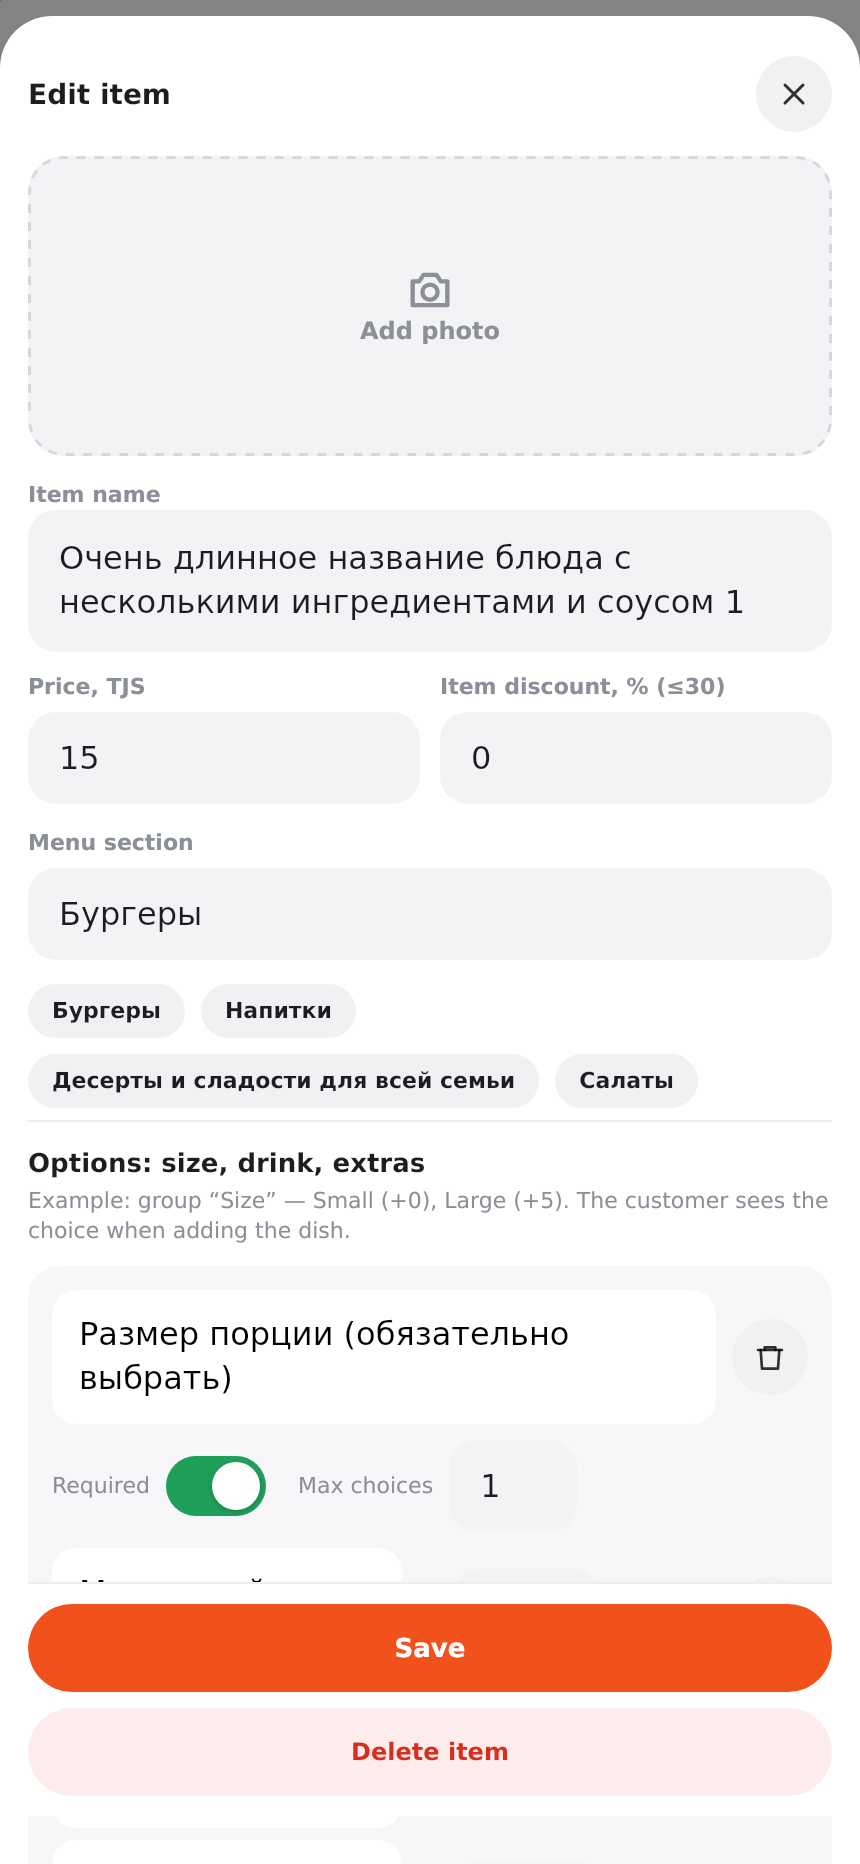 Edit item
Add photo
Item name
Очень длинное название блюда с
несколькими ингредиентами и соусом 1
Price, TJS
Item discount, % (≤30)
15
0
Menu section
Бургеры
Бургеры
Напитки
Десерты и сладости для всей семьи
Салаты
Options: size, drink, extras
Example: group “Size” — Small (+0), Large (+5). The customer sees the
choice when adding the dish.
Размер порции (обязательно
выбрать)
Required
Max choices
1
Save
Delete item